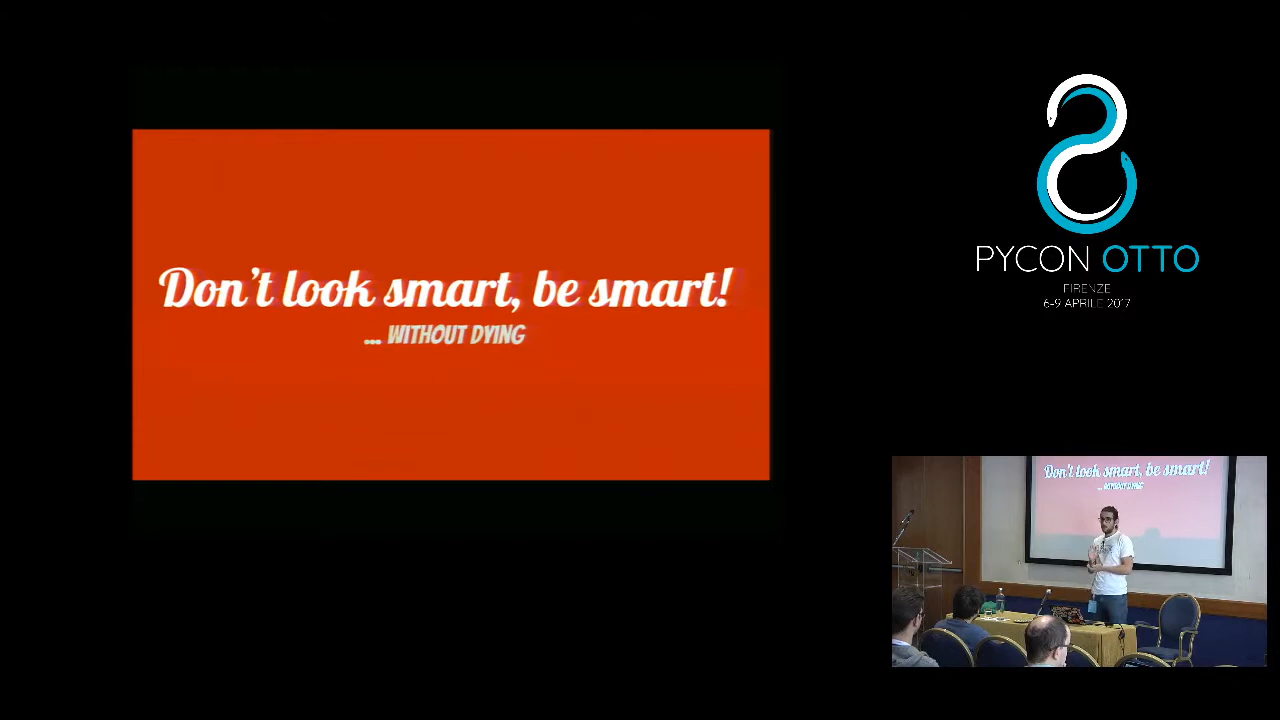 Don't look smart, be smart!
... WITHOUT DYING
PYCON OTTO
FIRENZE
6-9 APRILE 2017
Don't look smart, be smart!